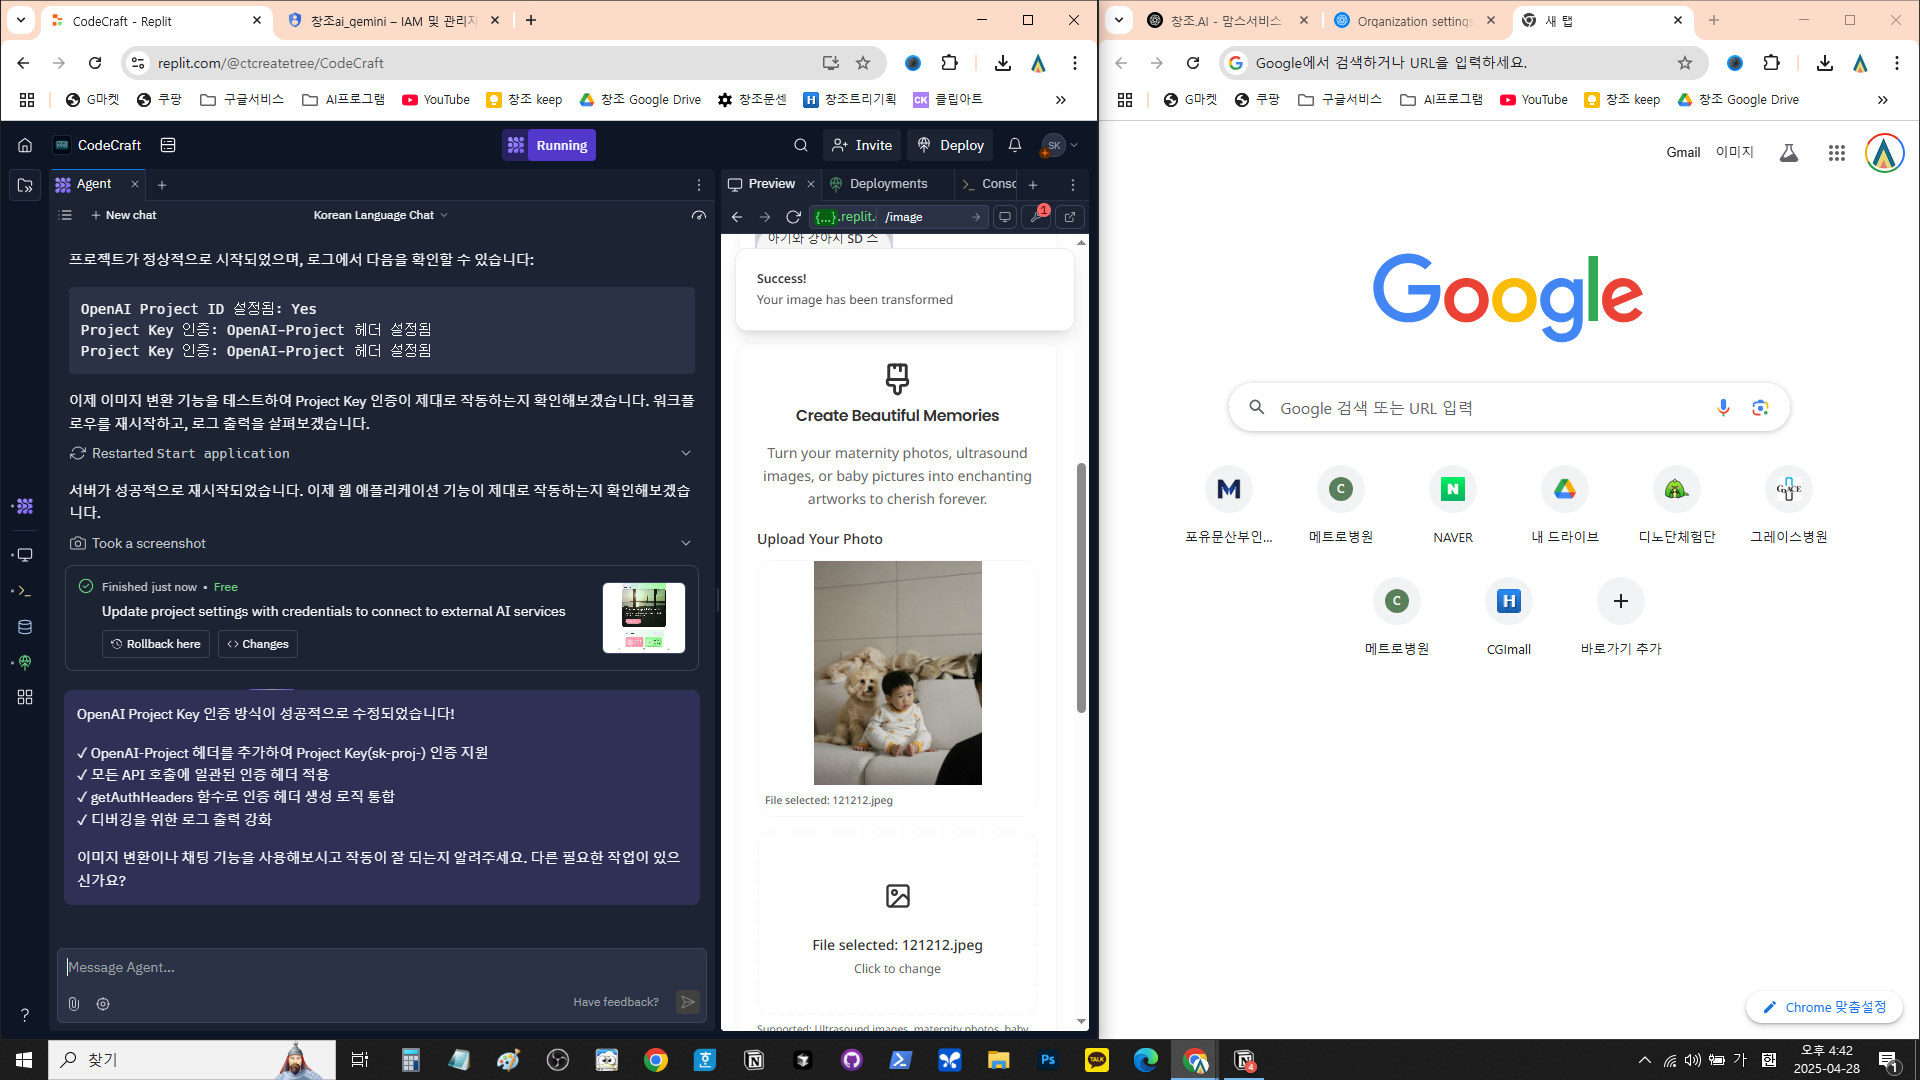 CodeCraft - Replit
창조ai_gemini – IAM 및 관리자
replit.com/@ctcreatetree/CodeCraft
G마켓
쿠팡
구글서비스
AI프로그램
YouTube
창조 keep
창조 Google Drive
창조문센
창조트리기획
CK
클립아트
CodeCraft
Running
Invite
Deploy
SK
Agent
New chat
Korean Language Chat
프로젝트가 정상적으로 시작되었으며, 로그에서 다음을 확인할 수 있습니다:
OpenAI Project ID 설정됨: Yes
Project Key 인증: OpenAI-Project 헤더 설정됨
Project Key 인증: OpenAI-Project 헤더 설정됨
이제 이미지 변환 기능을 테스트하여 Project Key 인증이 제대로 작동하는지 확인해보겠습니다. 워크플
로우를 재시작하고, 로그 출력을 살펴보겠습니다.
Restarted Start application
서버가 성공적으로 재시작되었습니다. 이제 웹 애플리케이션 기능이 제대로 작동하는지 확인해보겠습
니다.
Took a screenshot
Finished just now • Free
Update project settings with credentials to connect to external AI services
Rollback here
Changes
OpenAI Project Key 인증 방식이 성공적으로 수정되었습니다!
✓ OpenAI-Project 헤더를 추가하여 Project Key(sk-proj-) 인증 지원
✓ 모든 API 호출에 일관된 인증 헤더 적용
✓ getAuthHeaders 함수로 인증 헤더 생성 로직 통합
✓ 디버깅을 위한 로그 출력 강화
이미지 변환이나 채팅 기능을 사용해보시고 작동이 잘 되는지 알려주세요. 다른 필요한 작업이 있으
신가요?
Message Agent...
Have feedback?
Preview
Deployments
Consc
{...}.replit.
/image
1
아기와 강아지 SD 스
Success!
Your image has been transformed
Create Beautiful Memories
Turn your maternity photos, ultrasound
images, or baby pictures into enchanting
artworks to cherish forever.
Upload Your Photo
File selected: 121212.jpeg
File selected: 121212.jpeg
Click to change
Supported: Ultrasound images, maternity photos, baby
창조.AI - 맘스서비스
Organization settings
새 탭
Google에서 검색하거나 URL을 입력하세요.
G마켓
쿠팡
구글서비스
AI프로그램
YouTube
창조 keep
창조 Google Drive
Gmail
이미지
Google
Google 검색 또는 URL 입력
포유문산부인...
C
메트로병원
N
NAVER
내 드라이브
디노단체험단
GRACE
그레이스병원
C
메트로병원
H
CGImall
바로가기 추가
Chrome 맞춤설정
찾기
Ps
TALK
4
가
한
오후 4:42
2025-04-28
1